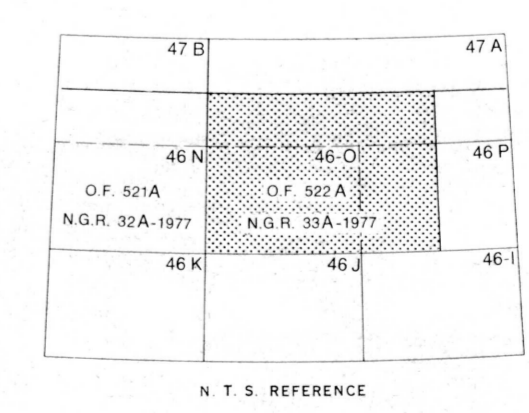 47 B 47 A
46 N 46-O 46 P
O.F. 521A O.F. 522 A
N.G.R. 32A-1977 N.G.R. 33A-1977
46 K 46 J 46-I
N. T. S. REFERENCE